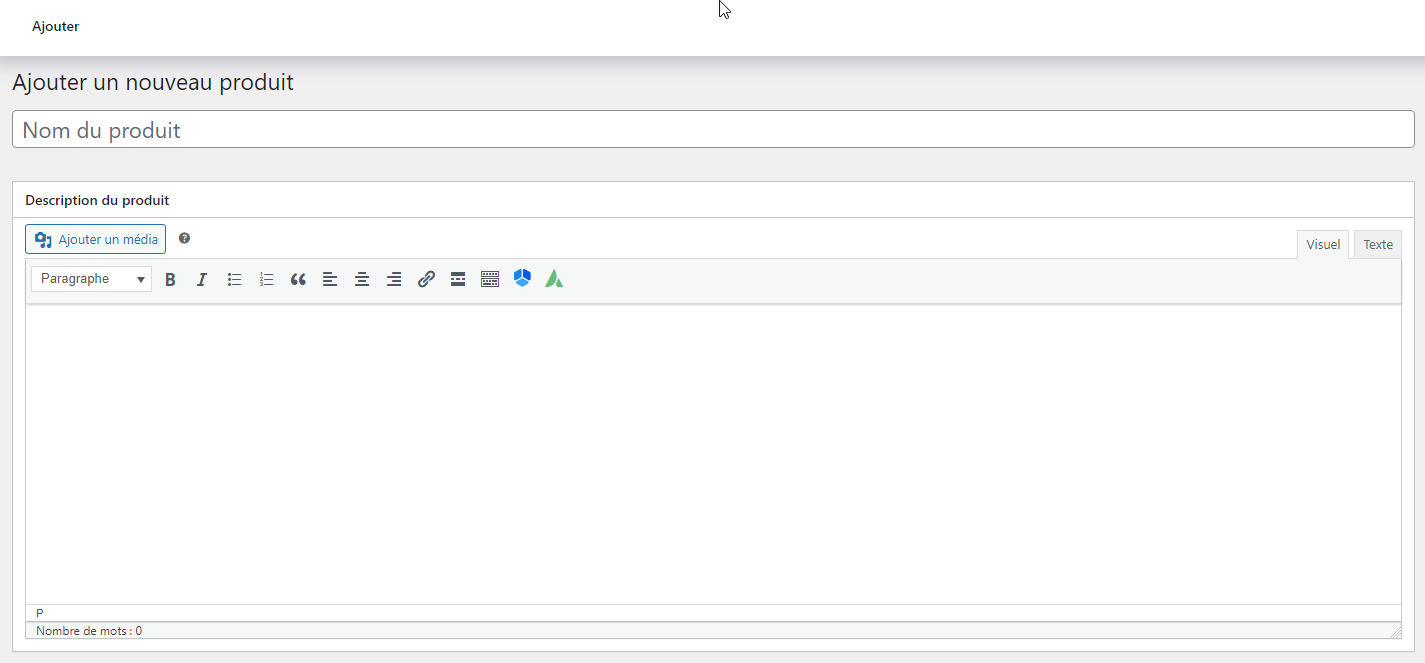 Ajouter
Ajouter un nouveau produit
Nom du produit
Description du produit
Ajouter un média
Visuel Texte
Paragraphe
P
Nombre de mots : 0